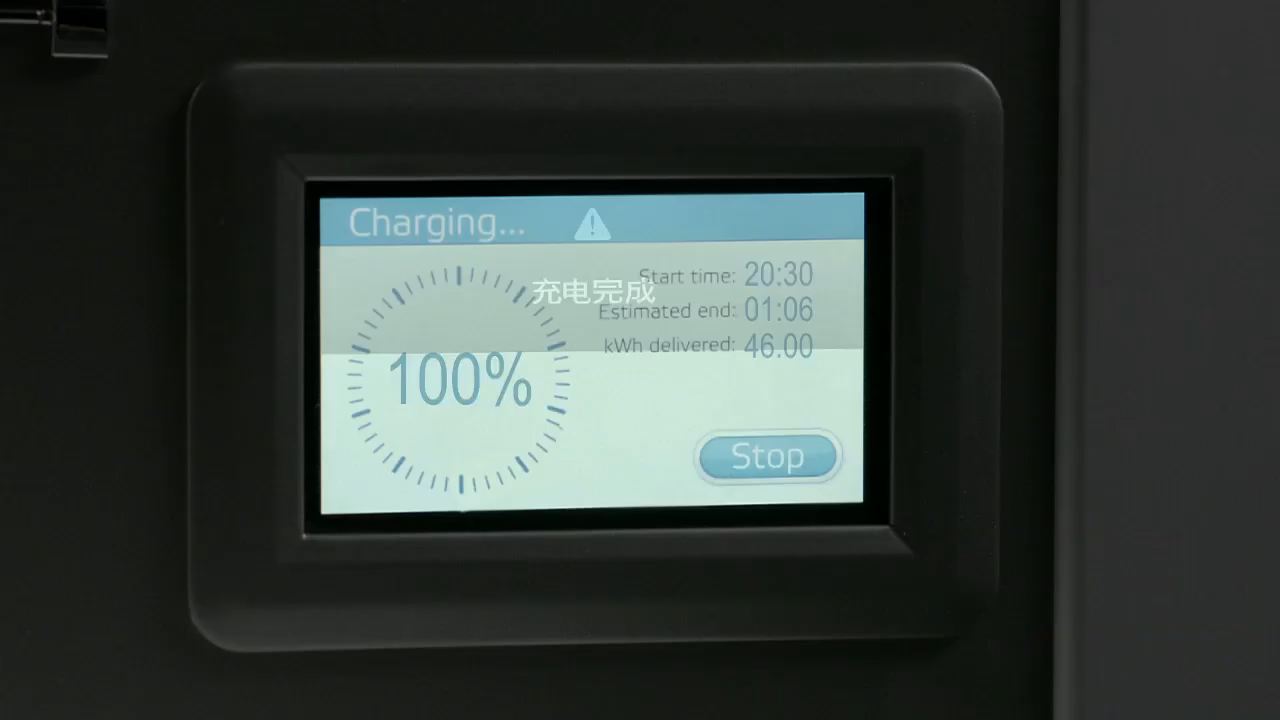 Charging...
充电完成
Start time: 20:30
Estimated end: 01:06
kWh delivered: 46.00
100%
Stop